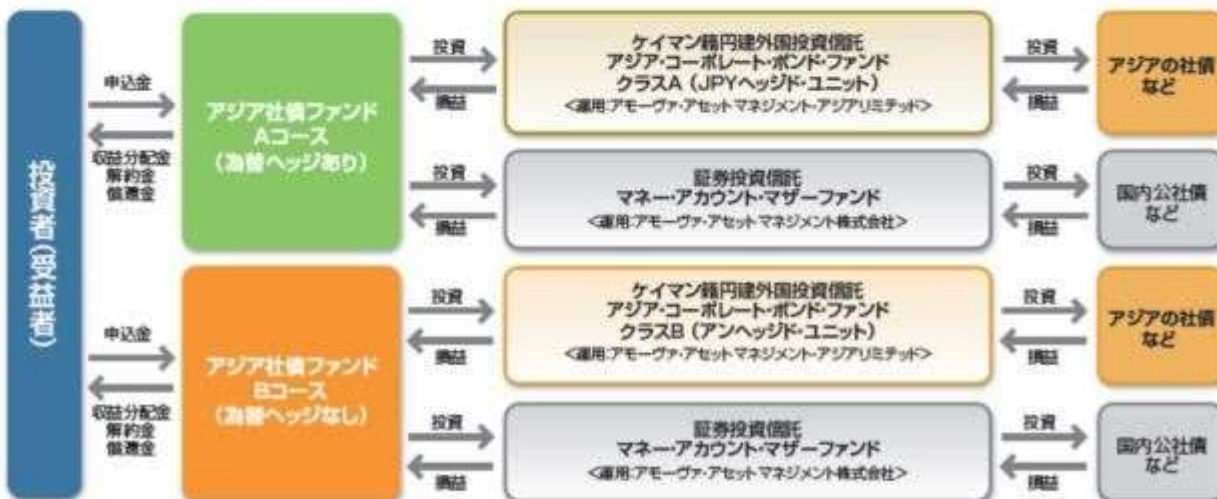 投資者(受益者)
申込金
収益分配金
解約金
償還金
アジア社債ファンド
Aコース
(為替ヘッジあり)
投資
損益
ケイマン籍円建外国投資信託
アジア・コーポレート・ボンド・ファンド
クラスA (JPYヘッジド・ユニット)
<運用:アモーヴァ・アセットマネジメント・アジアリミテッド>
投資
損益
アジアの社債
など
投資
損益
証券投資信託
マネー・アカウント・マザーファンド
<運用:アモーヴァ・アセットマネジメント株式会社>
投資
損益
国内公社債
など
申込金
収益分配金
解約金
償還金
アジア社債ファンド
Bコース
(為替ヘッジなし)
投資
損益
ケイマン籍円建外国投資信託
アジア・コーポレート・ボンド・ファンド
クラスB (アンヘッジド・ユニット)
<運用:アモーヴァ・アセットマネジメント・アジアリミテッド>
投資
損益
アジアの社債
など
投資
損益
証券投資信託
マネー・アカウント・マザーファンド
<運用:アモーヴァ・アセットマネジメント株式会社>
投資
損益
国内公社債
など